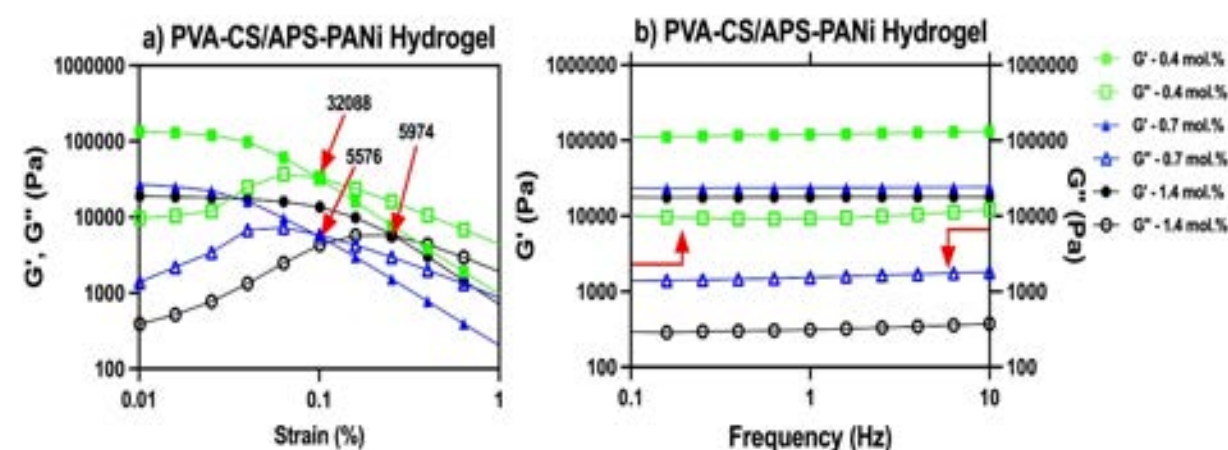 a) PVA-CS/APS-PANi Hydrogel
1000000
100000
10000
1000
100
G', G" (Pa)
32088
5974
5576
0.01
0.1
1
Strain (%)
b) PVA-CS/APS-PANi Hydrogel
1000000
100000
10000
1000
100
G' (Pa)
1000000
100000
10000
1000
100
G" (Pa)
0.1
1
10
Frequency (Hz)
G' - 0.4 mol.%
G" - 0.4 mol.%
G' - 0.7 mol.%
G" - 0.7 mol.%
G' - 1.4 mol.%
G" - 1.4 mol.%